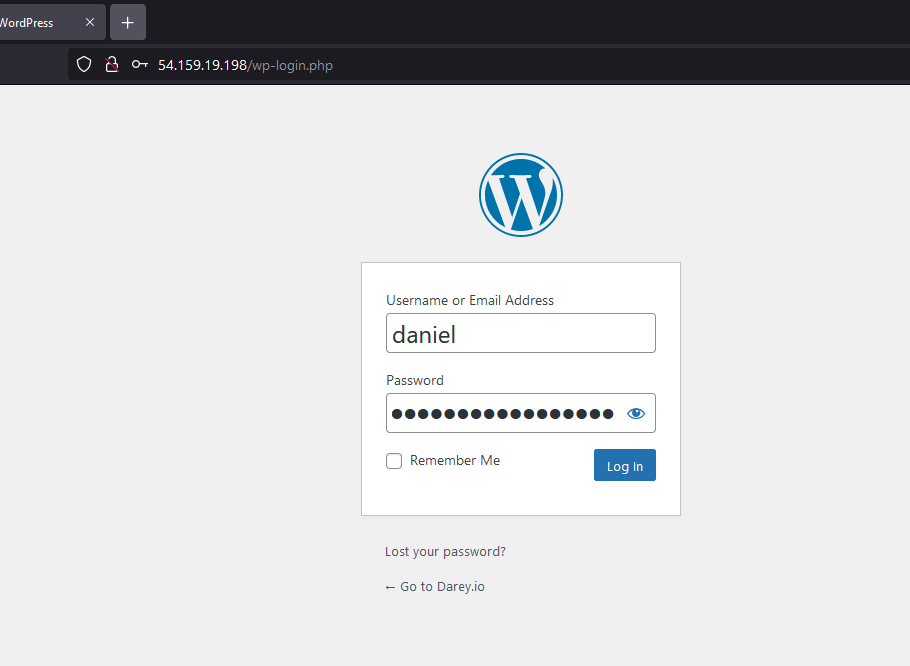 WordPress
54.159.19.198/wp-login.php
Username or Email Address
daniel
Password
Remember Me
Log In
Lost your password?
← Go to Darey.io